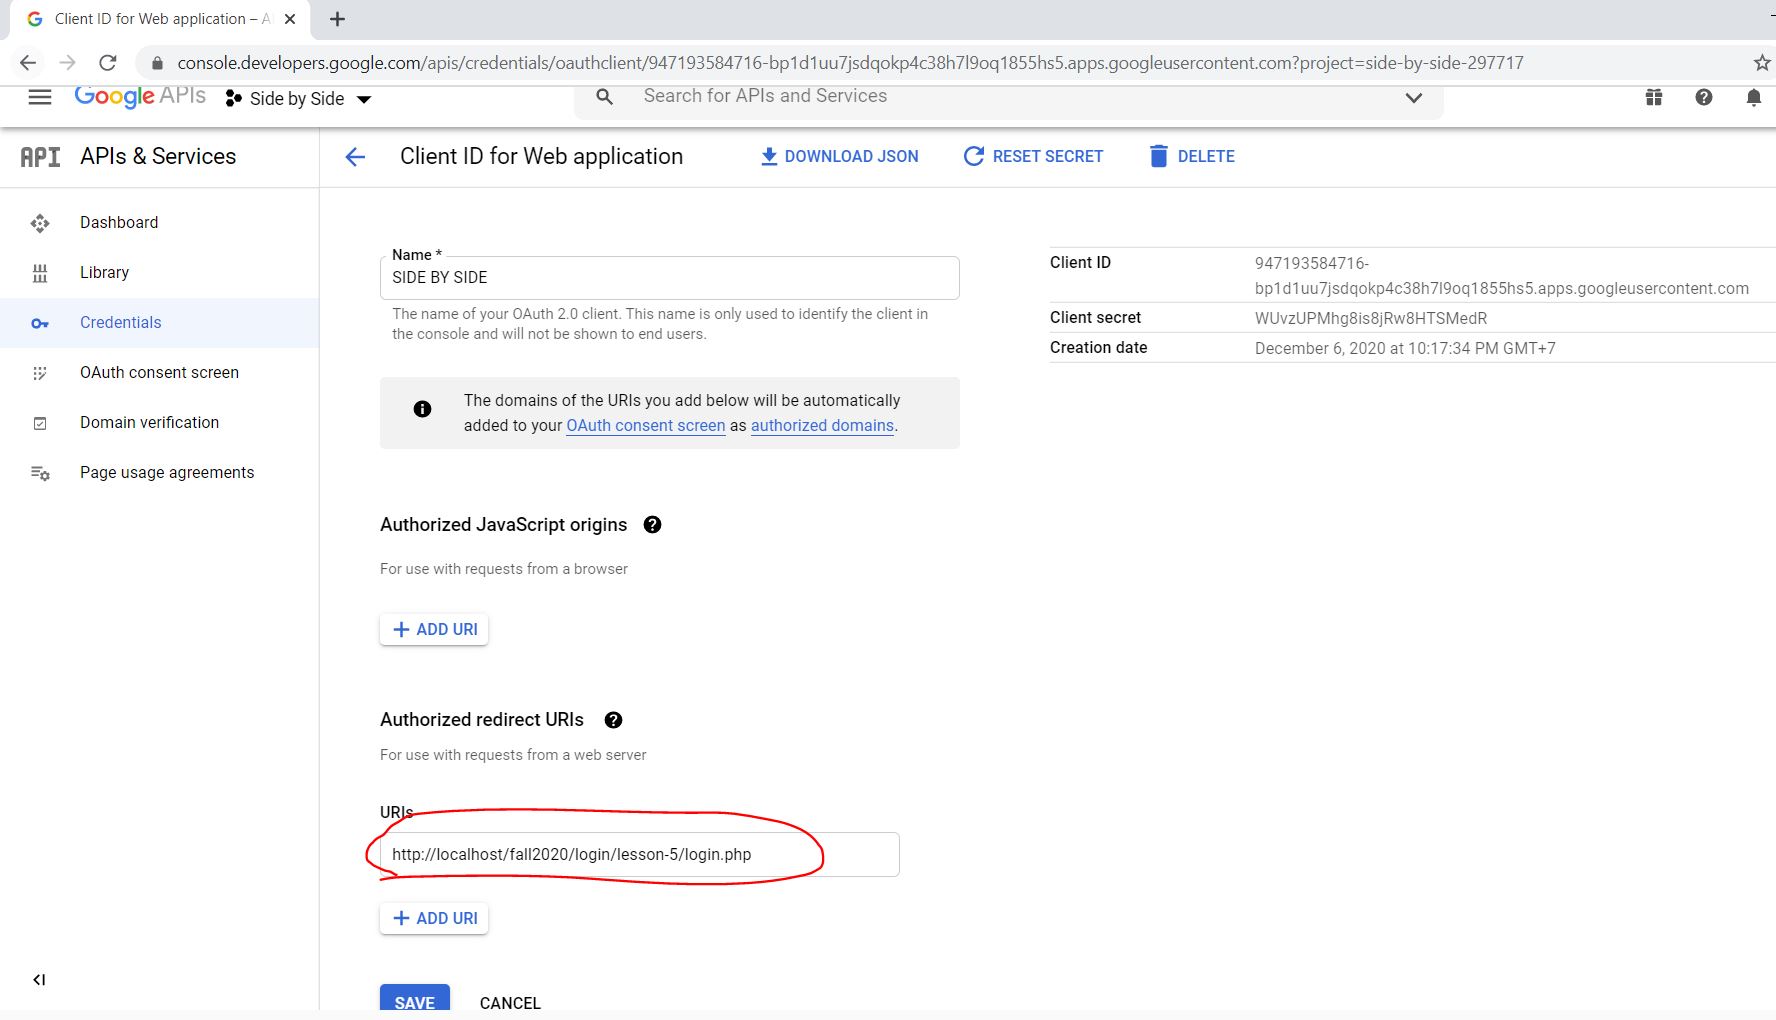 Client ID for Web application – A
console.developers.google.com/apis/credentials/oauthclient/947193584716-bp1d1uu7jsdqokp4c38h7l9oq1855hs5.apps.googleusercontent.com?project=side-by-side-297717
Google APIs
Side by Side
Search for APIs and Services
API
APIs & Services
Client ID for Web application
DOWNLOAD JSON
RESET SECRET
DELETE
Dashboard
Library
Credentials
OAuth consent screen
Domain verification
Page usage agreements
Name *
SIDE BY SIDE
The name of your OAuth 2.0 client. This name is only used to identify the client in
the console and will not be shown to end users.
The domains of the URIs you add below will be automatically
added to your OAuth consent screen as authorized domains.
Client ID
947193584716-
bp1d1uu7jsdqokp4c38h7l9oq1855hs5.apps.googleusercontent.com
Client secret
WUvzUPMhg8is8jRw8HTSMedR
Creation date
December 6, 2020 at 10:17:34 PM GMT+7
Authorized JavaScript origins
For use with requests from a browser
ADD URI
Authorized redirect URIs
For use with requests from a web server
URIs
http://localhost/fall2020/login/lesson-5/login.php
ADD URI
SAVE
CANCEL